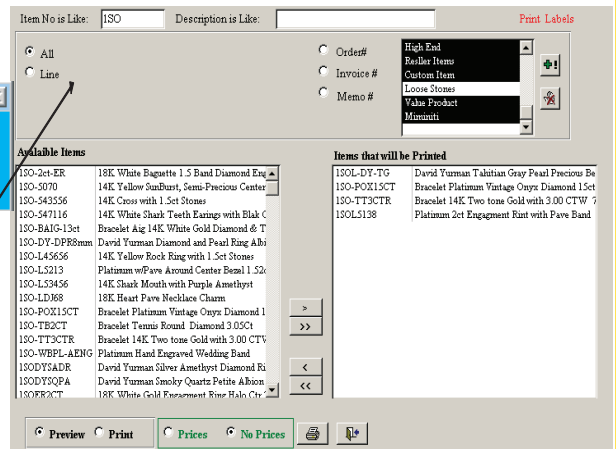 Item No is Like: 1SO Description is Like: Print Labels
All
Line
Order#
Invoice #
Memo #
High End
Resller Items
Custom Item
Loose Stones
Value Product
Miminiti
Avalaible Items
1SO-2ct-ER 18K White Baguette 1.5 Band Diamond Eng
1SO-5070 14K Yellow SunBurst, Semi-Precious Center
1SO-543556 14K Cross with 1.5ct Stones
1SO-547116 14K White Shark Teeth Earings with Blak
1SO-BAIG-13ct Bracelet Aig 14K White Gold Diamond & T
1SO-DY-DPR8mm David Yurman Diamond and Pearl Ring Albi
1SO-L45656 14K Yellow Rock Ring with 1.5ct Stones
1SO-L5213 Platinum w/Pave Around Center Bezel 1.52c
1SO-L53456 14K Shark Mouth with Purple Amethyst
1SO-LDJ68 18K Heart Pave Necklace Charm
1SO-POX15CT Bracelet Platinum Vintage Onyx Diamond 1
1SO-TB2CT Bracelet Tennis Round Diamond 3.05Ct
1SO-TT3CTR Bracelet 14K Two tone Gold with 3.00 CTW
1SO-WBPL-AENG Platinum Hand Engraved Wedding Band
1SODYSADR David Yurman Silver Amethyst Diamond Ri
1SODYSQPA David Yurman Smoky Quartz Petite Albion
1SOER2CT 18K White Gold Engagment Ring Halo Ctr
>
>>
<
<<
Items that will be Printed
1SOL-DY-TG David Yurman Tahitian Gray Pearl Precious Be
1SO-POX15CT Bracelet Platinum Vintage Onyx Diamond 15ct
1SO-TT3CTR Bracelet 14K Two tone Gold with 3.00 CTW 7
1SOL5138 Platinum 2ct Engagment Rint with Pave Band
Preview Print Prices No Prices